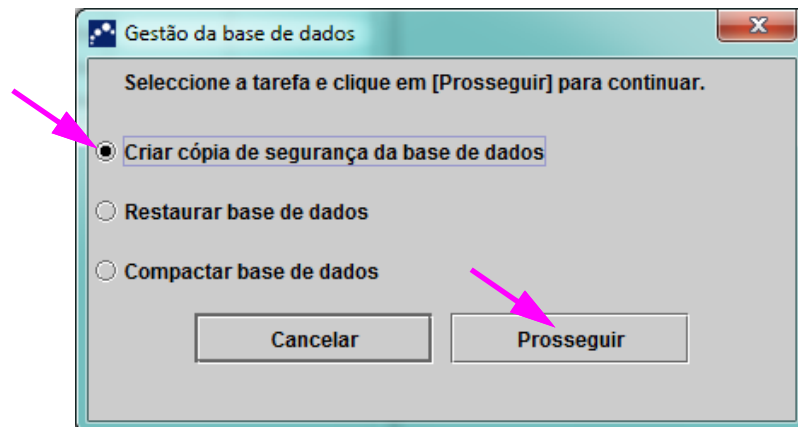 Gestão da base de dados
Seleccione a tarefa e clique em [Prosseguir] para continuar.
Criar cópia de segurança da base de dados
Restaurar base de dados
Compactar base de dados
Cancelar Prosseguir